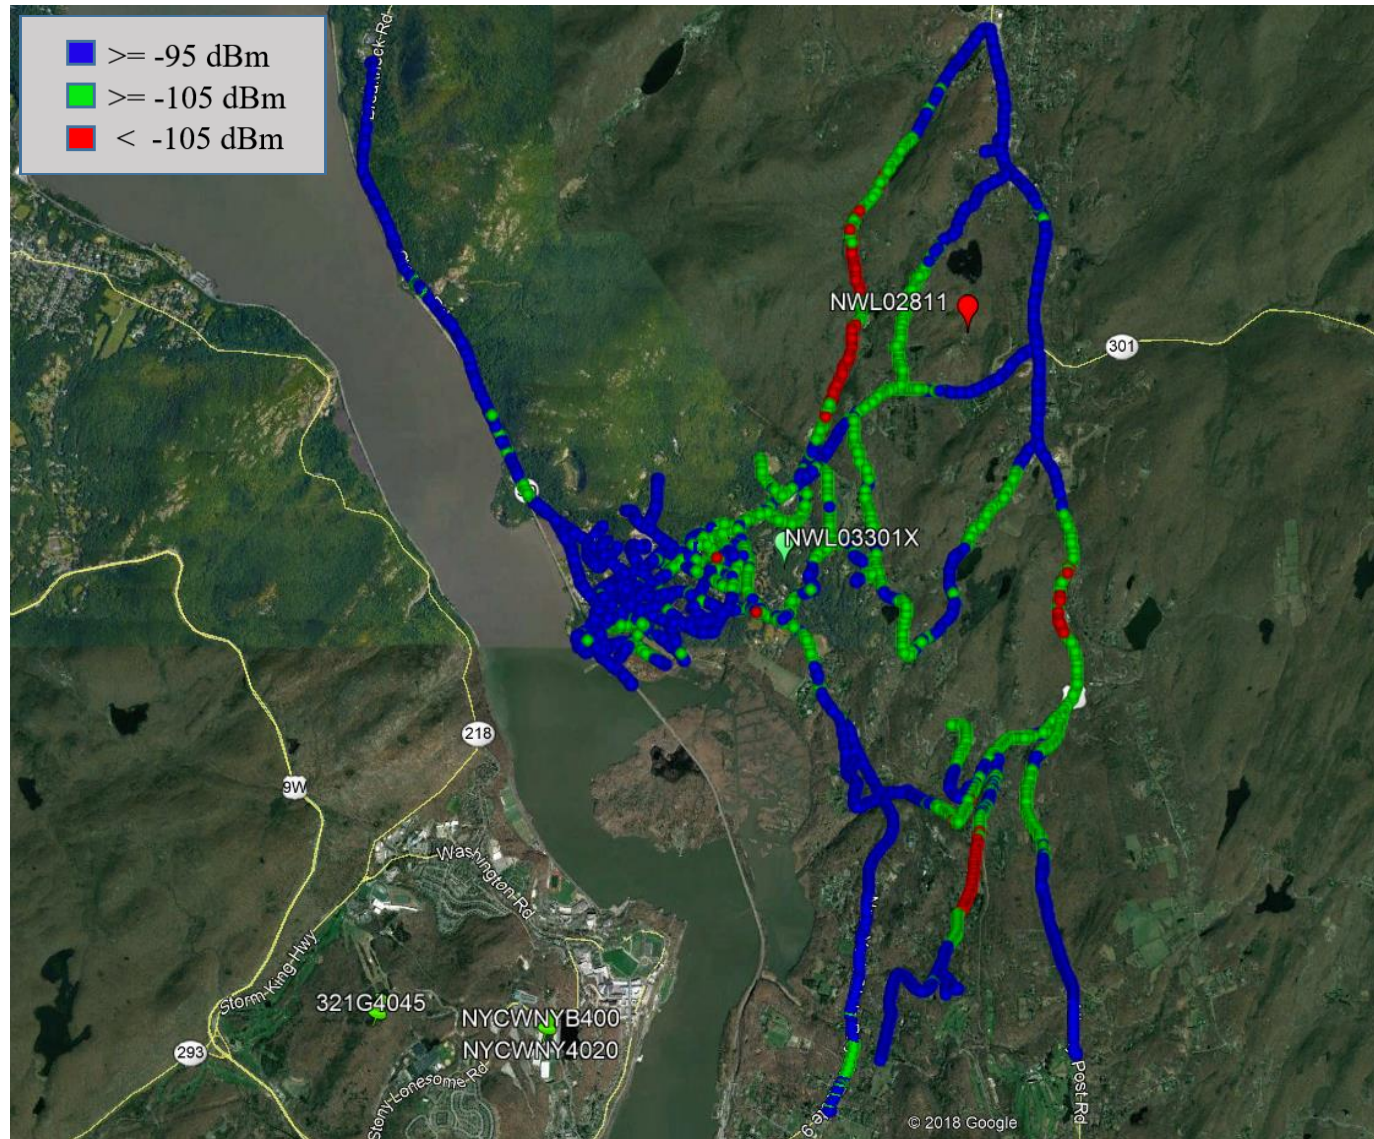 >= -95 dBm
>= -105 dBm
< -105 dBm
NWL02811
301
NWL03301X
218
9W
Washington-Rd
Storm-King-Hwy
321G4045
NYCWNYB400
NYCWNY4020
293
Stony-Lonesome-Rd
Post-Rd
© 2018 Google